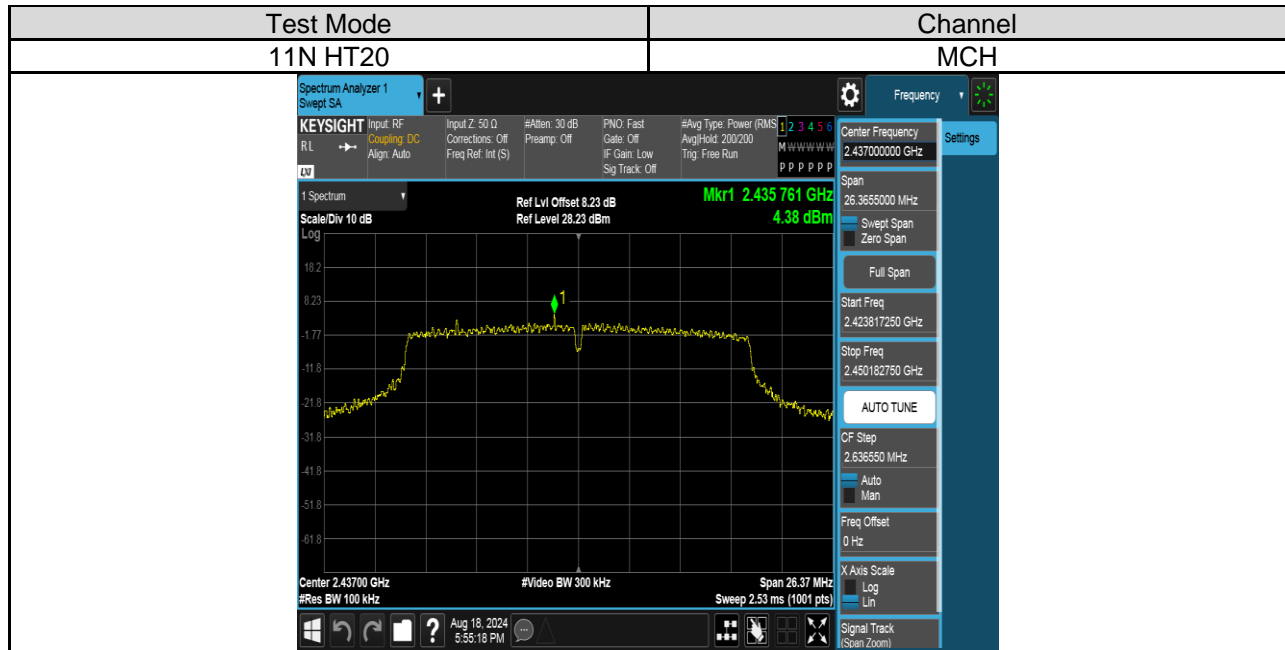 Test Mode Channel
11N HT20 MCH
Spectrum Analyzer 1
Swept SA
+
Frequency
KEYSIGHT
RL
LXI
Input: RF
Coupling: DC
Align: Auto
Input Z: 50 Ω
Corrections: Off
Freq Ref: Int (S)
#Atten: 30 dB
Preamp: Off
PNO: Fast
Gate: Off
IF Gain: Low
Sig Track: Off
#Avg Type: Power (RMS
Avg|Hold: 200/200
Trig: Free Run
1 2 3 4 5 6
M W W W W W
P P P P P P
1 Spectrum
Scale/Div 10 dB
Log
Ref Lvl Offset 8.23 dB
Ref Level 28.23 dBm
Mkr1 2.435 761 GHz
4.38 dBm
18.2
8.23
-1.77
-11.8
-21.8
-31.8
-41.8
-51.8
-61.8
1
Center 2.43700 GHz
#Res BW 100 kHz
#Video BW 300 kHz
Span 26.37 MHz
Sweep 2.53 ms (1001 pts)
?
Aug 18, 2024
5:55:18 PM
Settings
Center Frequency
2.437000000 GHz
Span
26.3655000 MHz
Swept Span
Zero Span
Full Span
Start Freq
2.423817250 GHz
Stop Freq
2.450182750 GHz
AUTO TUNE
CF Step
2.636550 MHz
Auto
Man
Freq Offset
0 Hz
X Axis Scale
Log
Lin
Signal Track
(Span Zoom)